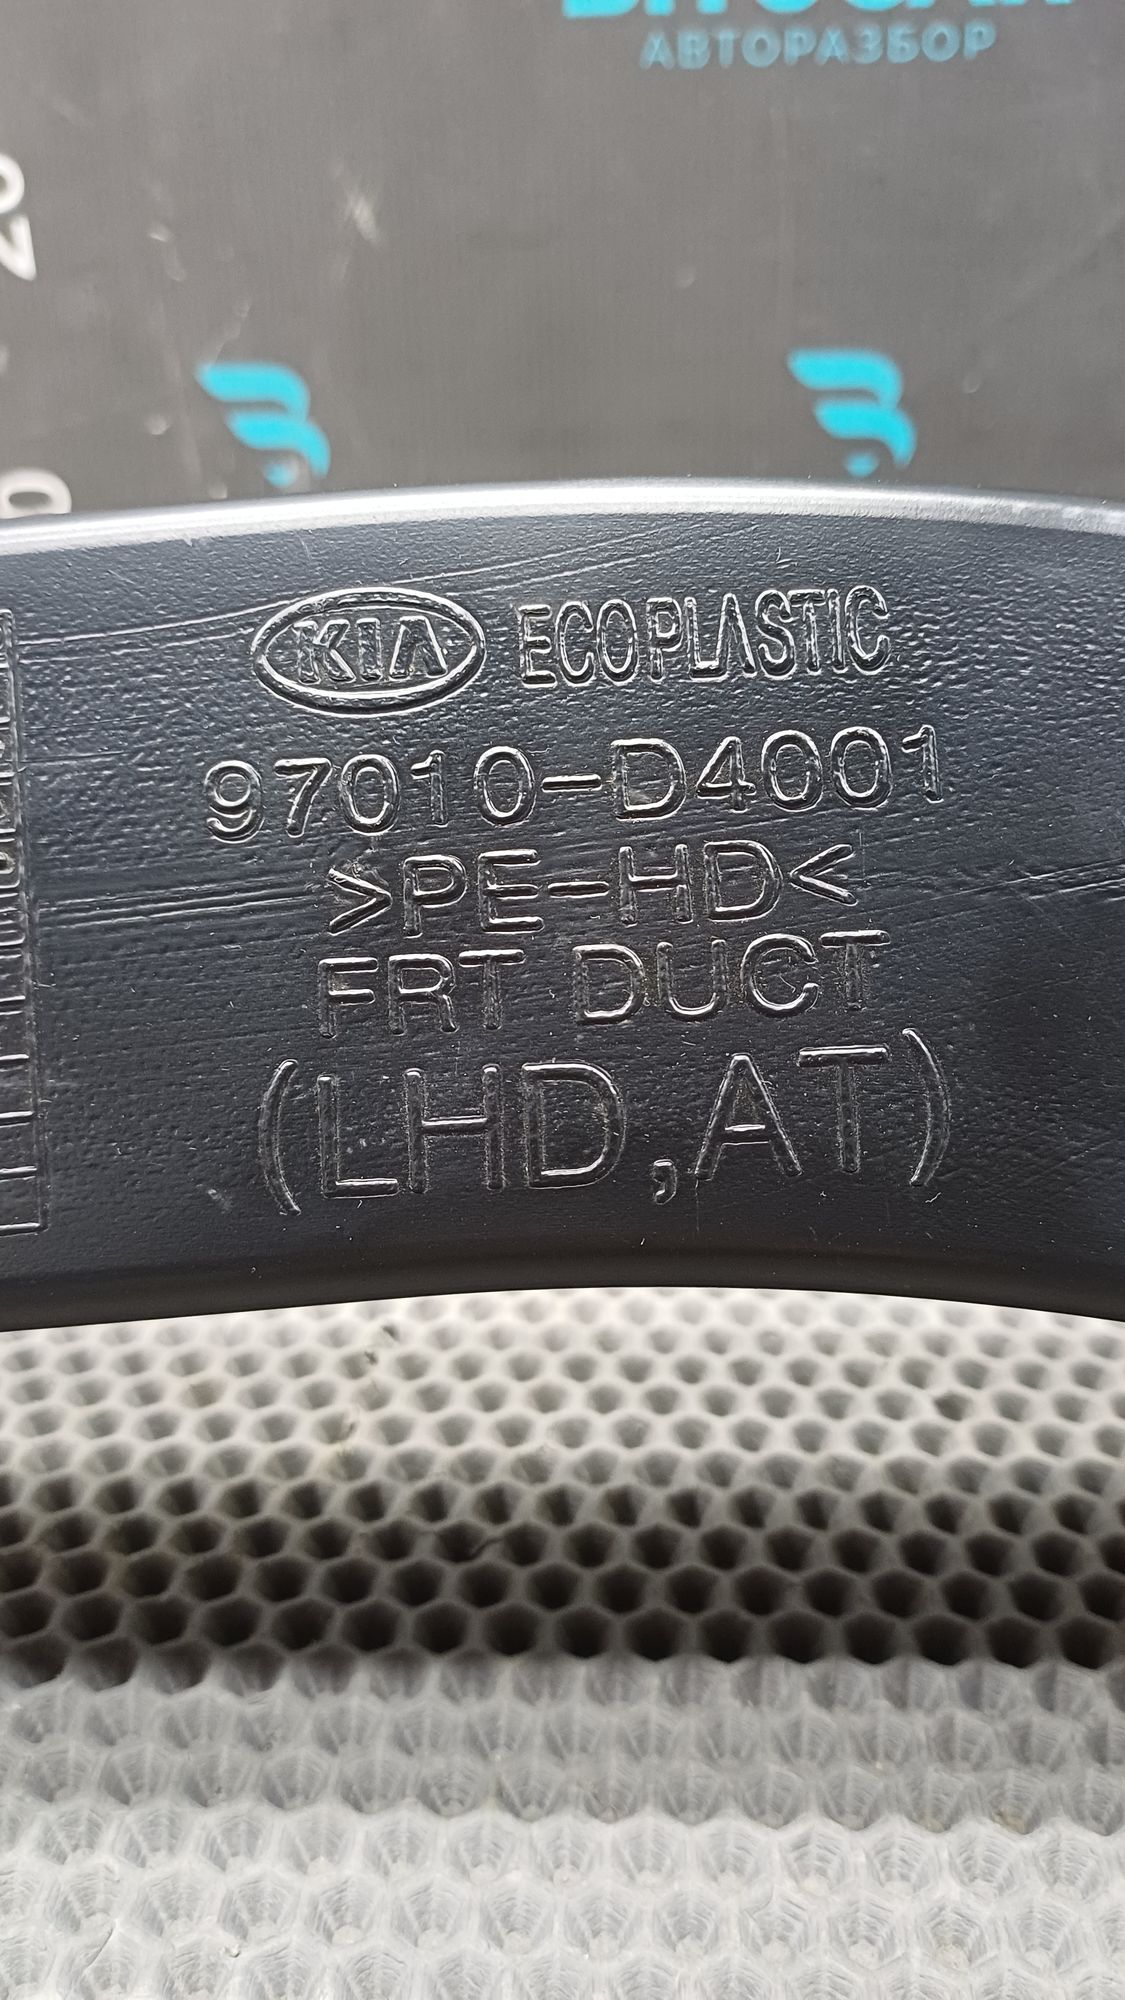 АВТОРАЗБОР
KIA ECOPLASTIC
97010-D4001
>PE-HD<
FRT DUCT
(LHD,AT)